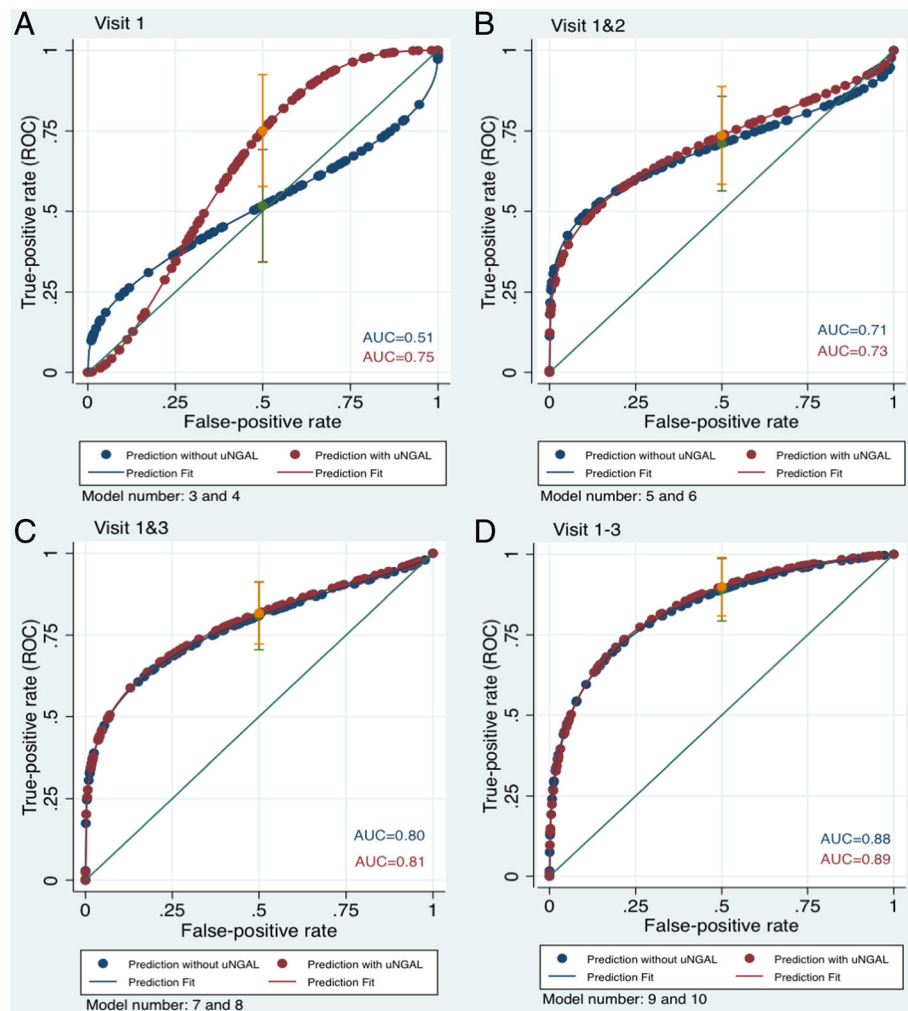 A
Visit 1
True-positive rate (ROC)
1
.75
.5
.25
0
AUC=0.51
AUC=0.75
0 .25 .5 .75 1
False-positive rate
Prediction without uNGAL Prediction with uNGAL
Prediction Fit Prediction Fit
Model number: 3 and 4
B
Visit 1&2
True-positive rate (ROC)
1
.75
.5
.25
0
AUC=0.71
AUC=0.73
0 .25 .5 .75 1
False-positive rate
Prediction without uNGAL Prediction with uNGAL
Prediction Fit Prediction Fit
Model number: 5 and 6
C
Visit 1&3
True-positive rate (ROC)
1
.75
.5
.25
0
AUC=0.80
AUC=0.81
0 .25 .5 .75 1
False-positive rate
Prediction without uNGAL Prediction with uNGAL
Prediction Fit Prediction Fit
Model number: 7 and 8
D
Visit 1-3
True-positive rate (ROC)
1
.75
.5
.25
0
AUC=0.88
AUC=0.89
0 .25 .5 .75 1
False-positive rate
Prediction without uNGAL Prediction with uNGAL
Prediction Fit Prediction Fit
Model number: 9 and 10